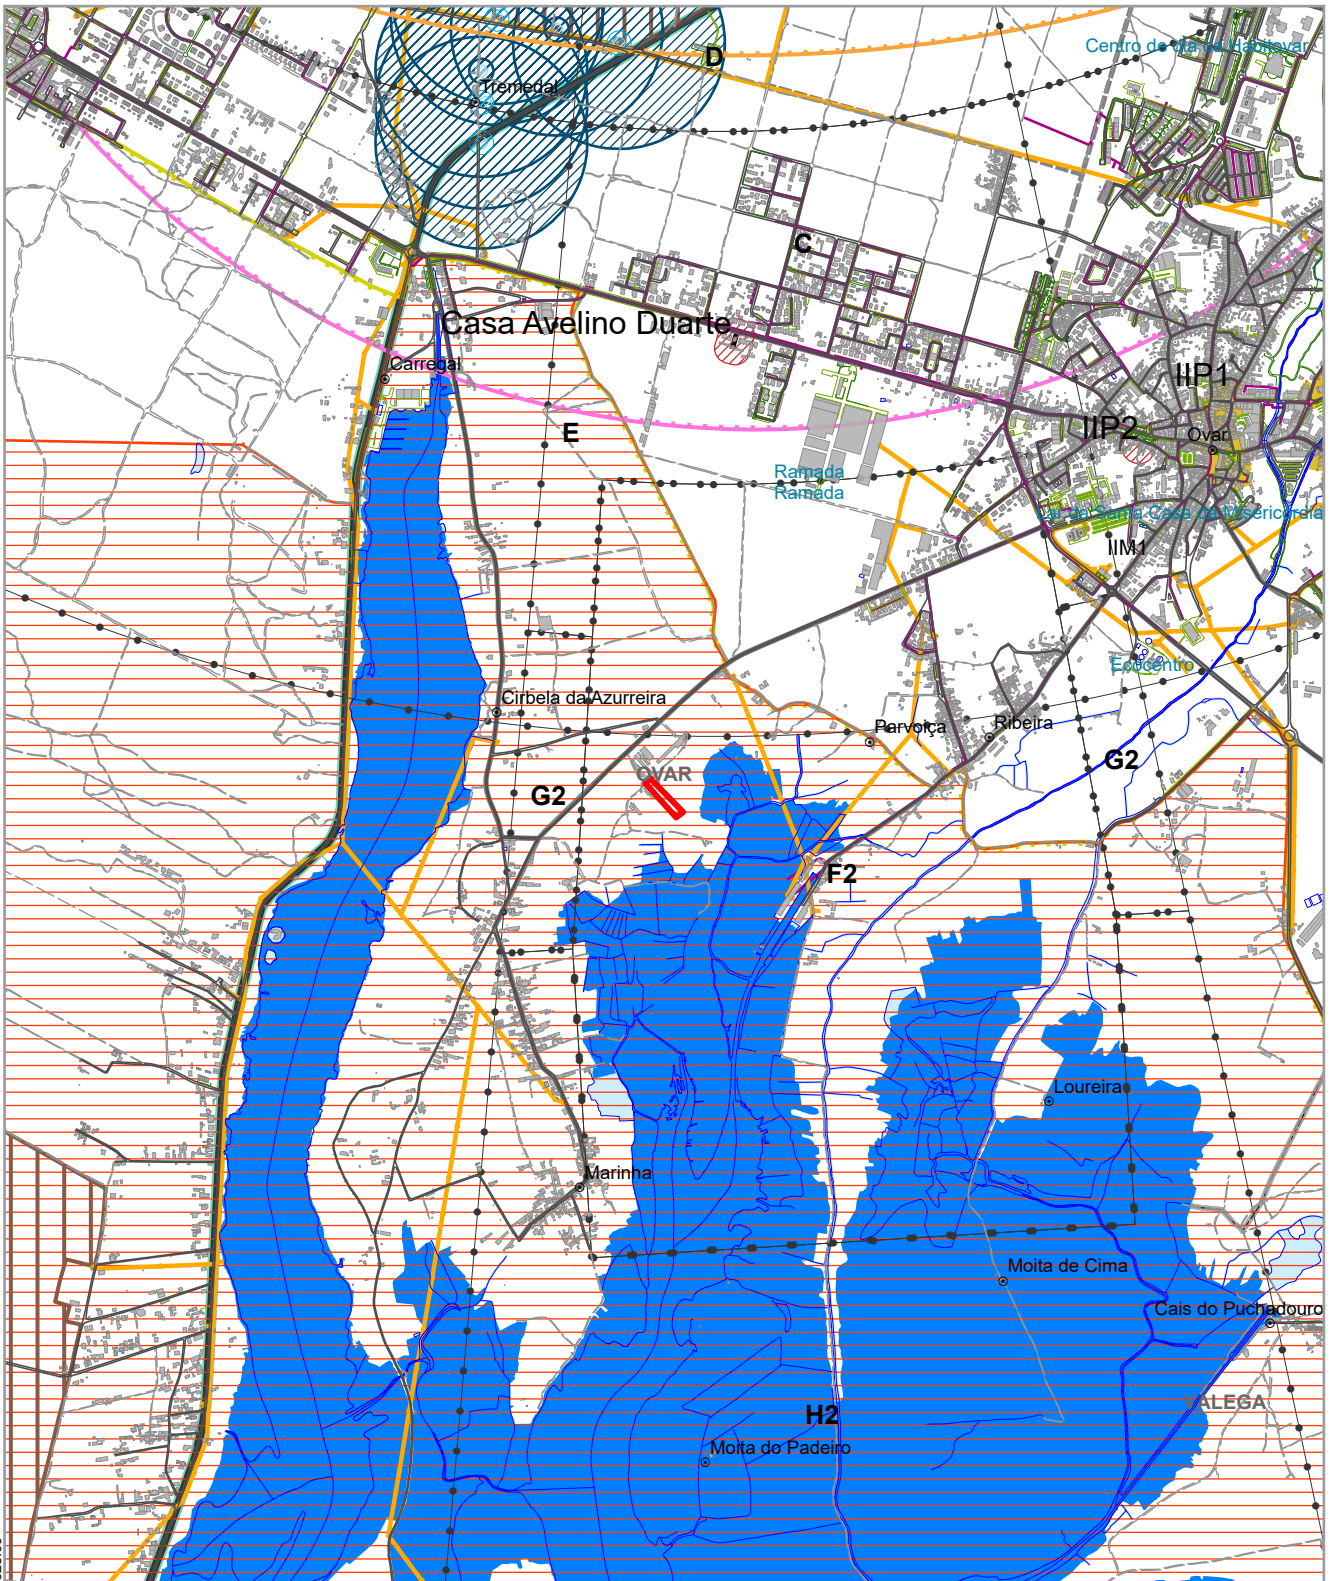 Centro de dia da Habitovar
D
Tremedal
C
Casa Avelino Duarte
Carregal
IIP1
E
IIP2
Ovar
Ramada
Ramada
Lar da Santa Casa da Misericórdia
IIM1
Ecocentro
Cirbela da Azurreira
Parvoiça
Ribeira
G2
OVAR
G2
F2
Loureira
Marinha
Moita de Cima
Cais do Puchadouro
VALEGA
H2
Moita do Padeiro